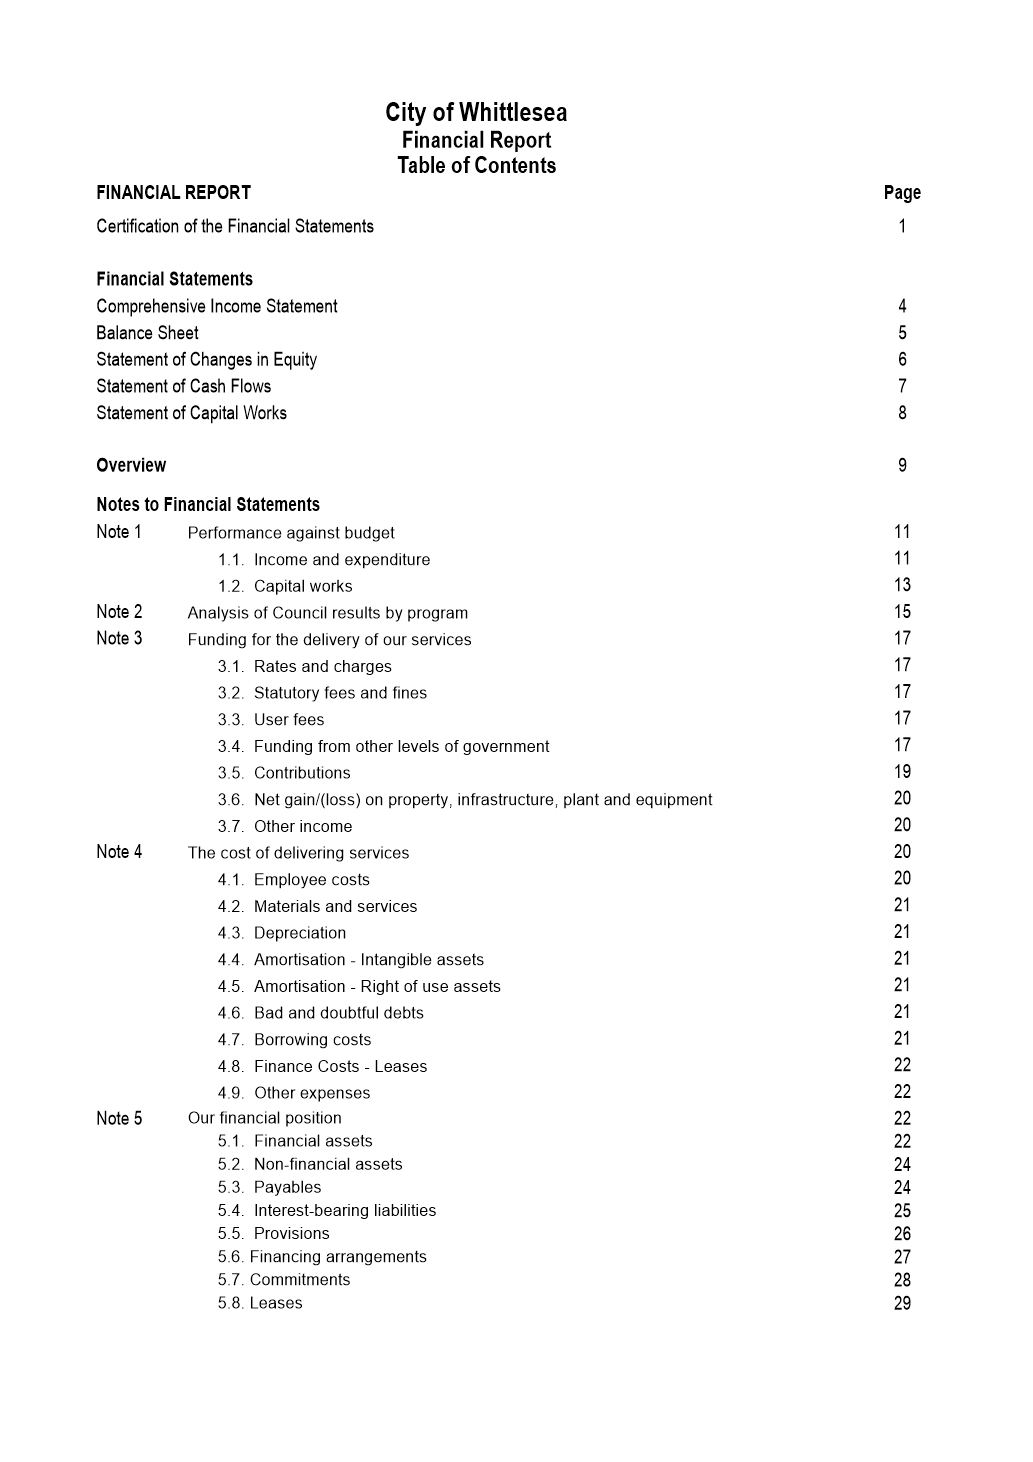 City of Whittlesea
Financial Report
Table of Contents
FINANCIAL REPORT Page
Certification of the Financial Statements 1
Financial Statements
Comprehensive Income Statement 4
Balance Sheet 5
Statement of Changes in Equity 6
Statement of Cash Flows 7
Statement of Capital Works 8
Overview 9
Notes to Financial Statements
Note 1 Performance against budget 11
1.1. Income and expenditure 11
1.2. Capital works 13
Note 2 Analysis of Council results by program 15
Note 3 Funding for the delivery of our services 17
3.1. Rates and charges 17
3.2. Statutory fees and fines 17
3.3. User fees 17
3.4. Funding from other levels of government 17
3.5. Contributions 19
3.6. Net gain/(loss) on property, infrastructure, plant and equipment 20
3.7. Other income 20
Note 4 The cost of delivering services 20
4.1. Employee costs 20
4.2. Materials and services 21
4.3. Depreciation 21
4.4. Amortisation - Intangible assets 21
4.5. Amortisation - Right of use assets 21
4.6. Bad and doubtful debts 21
4.7. Borrowing costs 21
4.8. Finance Costs - Leases 22
4.9. Other expenses 22
Note 5 Our financial position 22
5.1. Financial assets 22
5.2. Non-financial assets 24
5.3. Payables 24
5.4. Interest-bearing liabilities 25
5.5. Provisions 26
5.6. Financing arrangements 27
5.7. Commitments 28
5.8. Leases 29